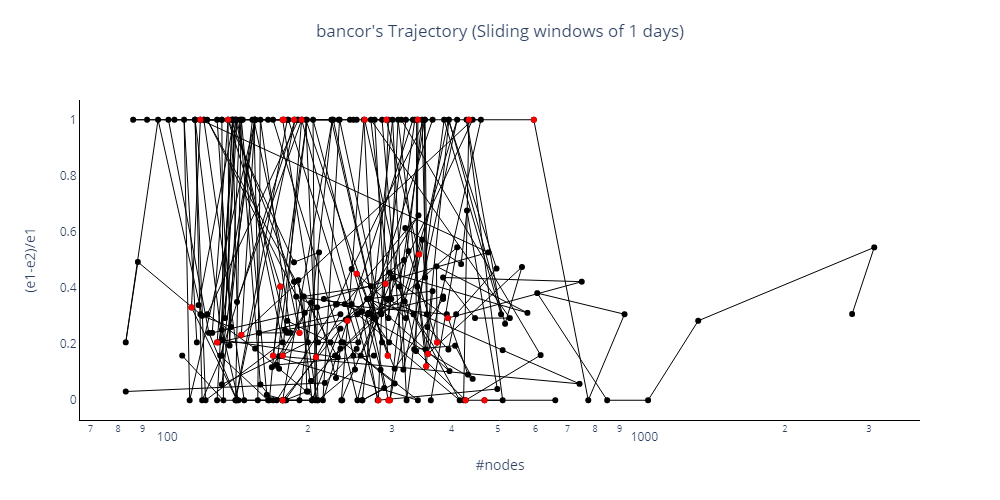 bancor's Trajectory (Sliding windows of 1 days)
1
0.8
0.6
0.4
0.2
0
(e1-e2)/e1
7 8 9 100 2 3 4 5 6 7 8 9 1000 2 3
#nodes